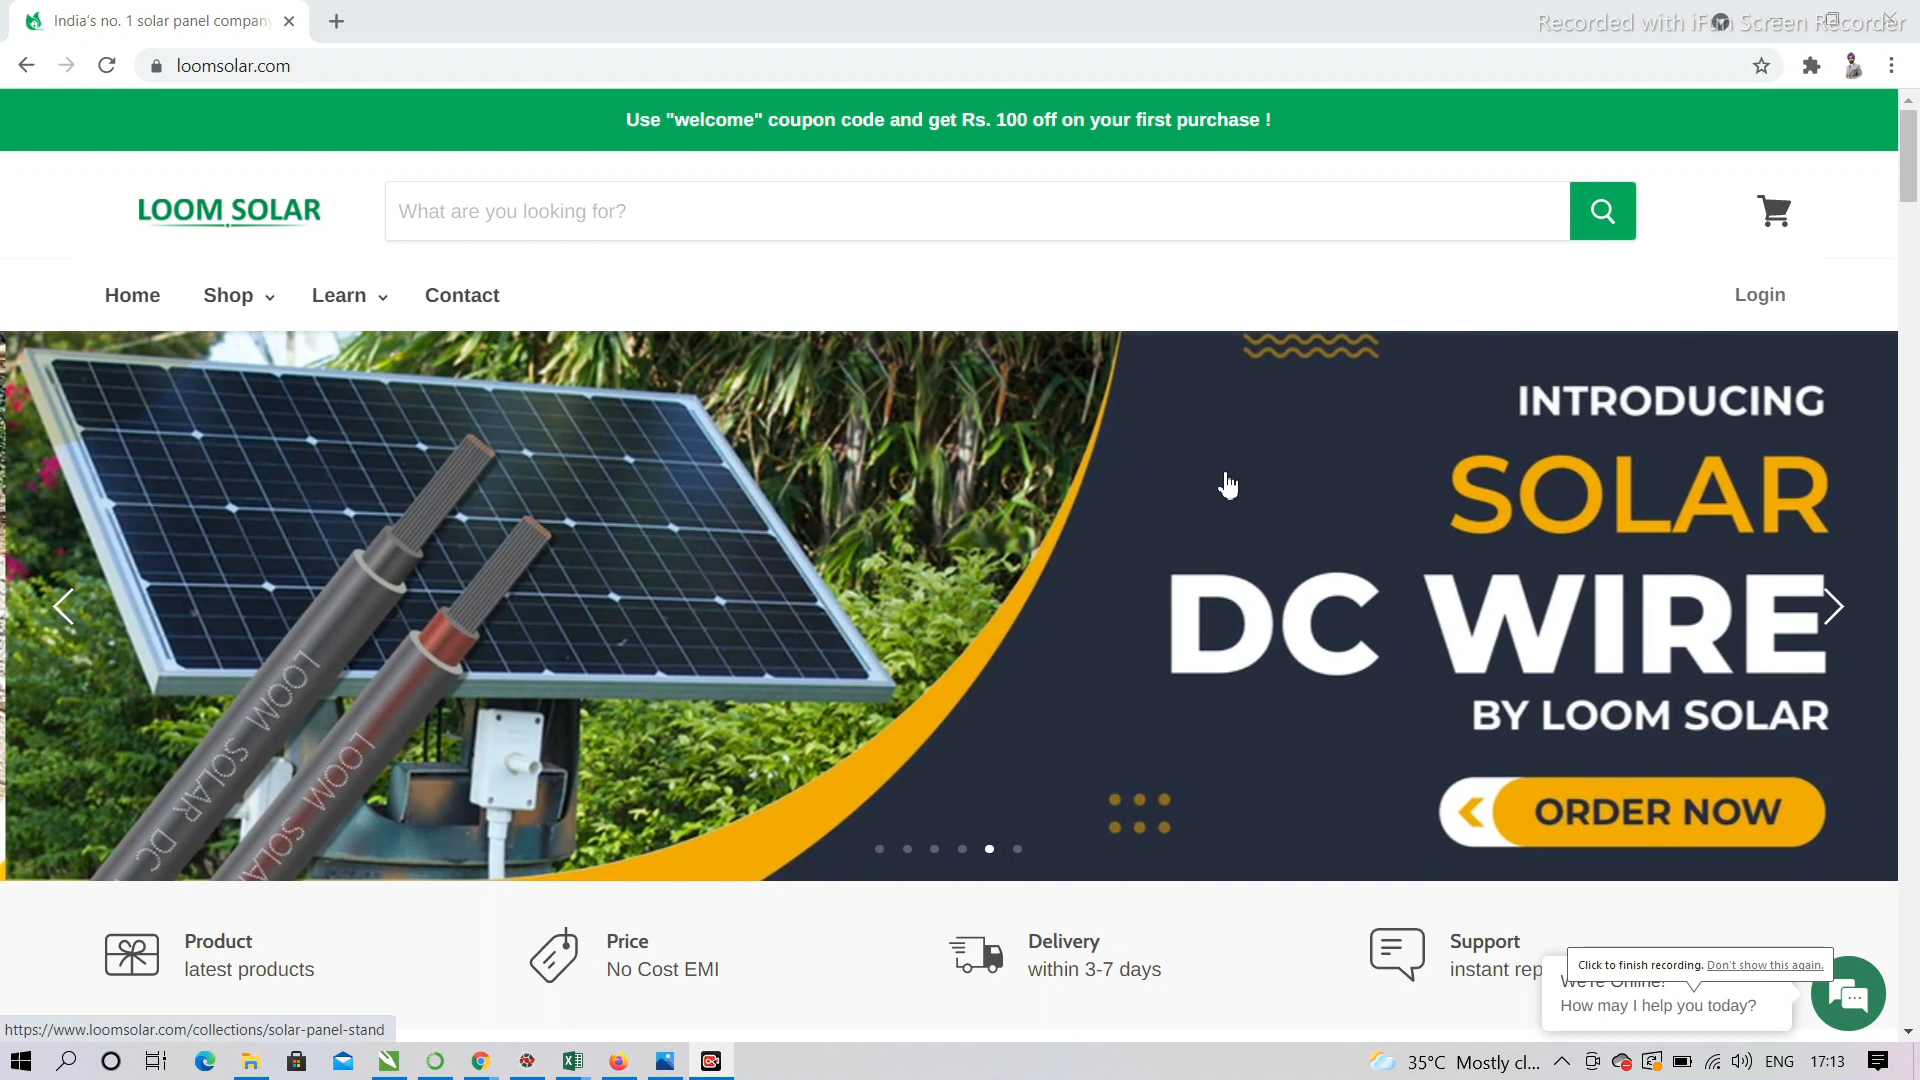 India's no. 1 solar panel company
Recorded with iFun Screen Recorder
loomsolar.com
Use "welcome" coupon code and get Rs. 100 off on your first purchase !
LOOM SOLAR
What are you looking for?
Home
Shop
Learn
Contact
Login
INTRODUCING
SOLAR
DC WIRE
BY LOOM SOLAR
ORDER NOW
LOOM SOLAR DC
LOOM SOLA
Product
latest products
Price
No Cost EMI
Delivery
within 3-7 days
Support
instant rep
Click to finish recording. Don't show this again.
We're Online!
How may I help you today?
https://www.loomsolar.com/collections/solar-panel-stand
35°C Mostly cl...
ENG
17:13